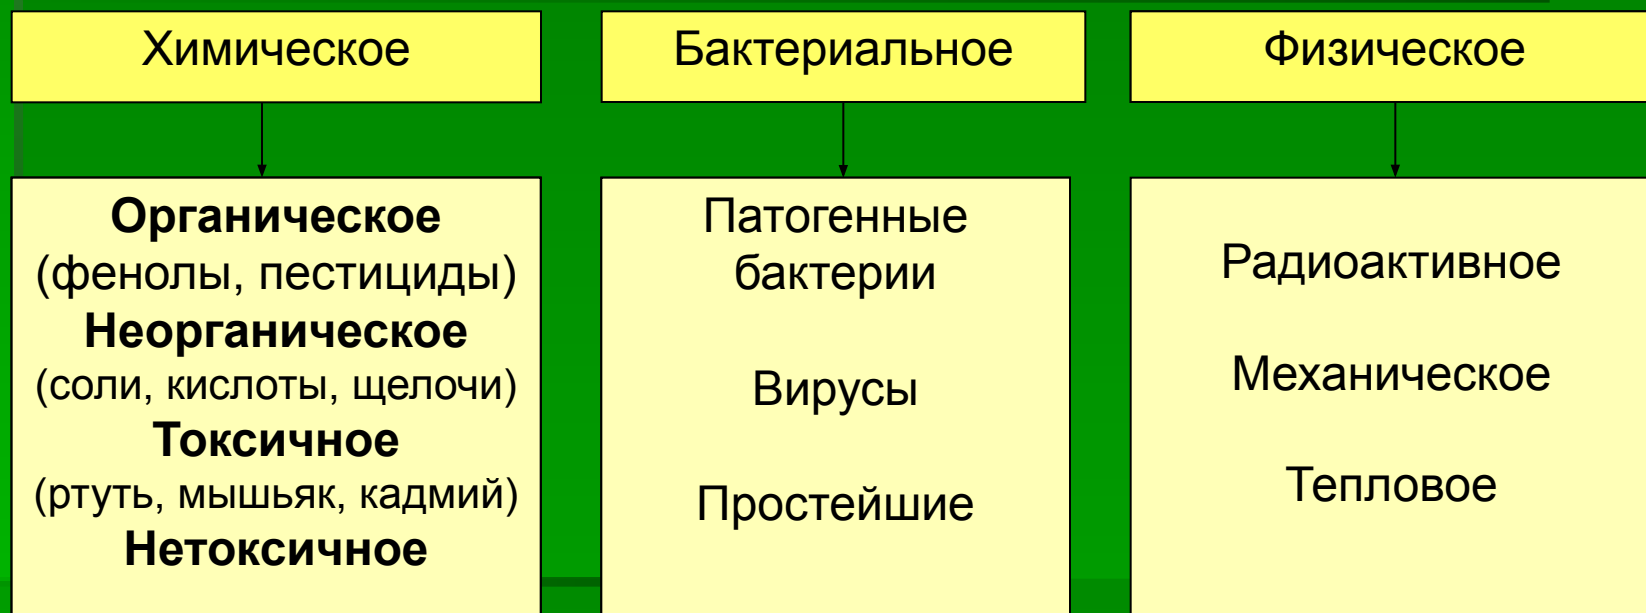 Химическое
Бактериальное
Физическое
Органическое
(фенолы, пестициды)
Неорганическое
(соли, кислоты, щелочи)
Токсичное
(ртуть, мышьяк, кадмий)
Нетоксичное
Патогенные
бактерии
Вирусы
Простейшие
Радиоактивное
Механическое
Тепловое